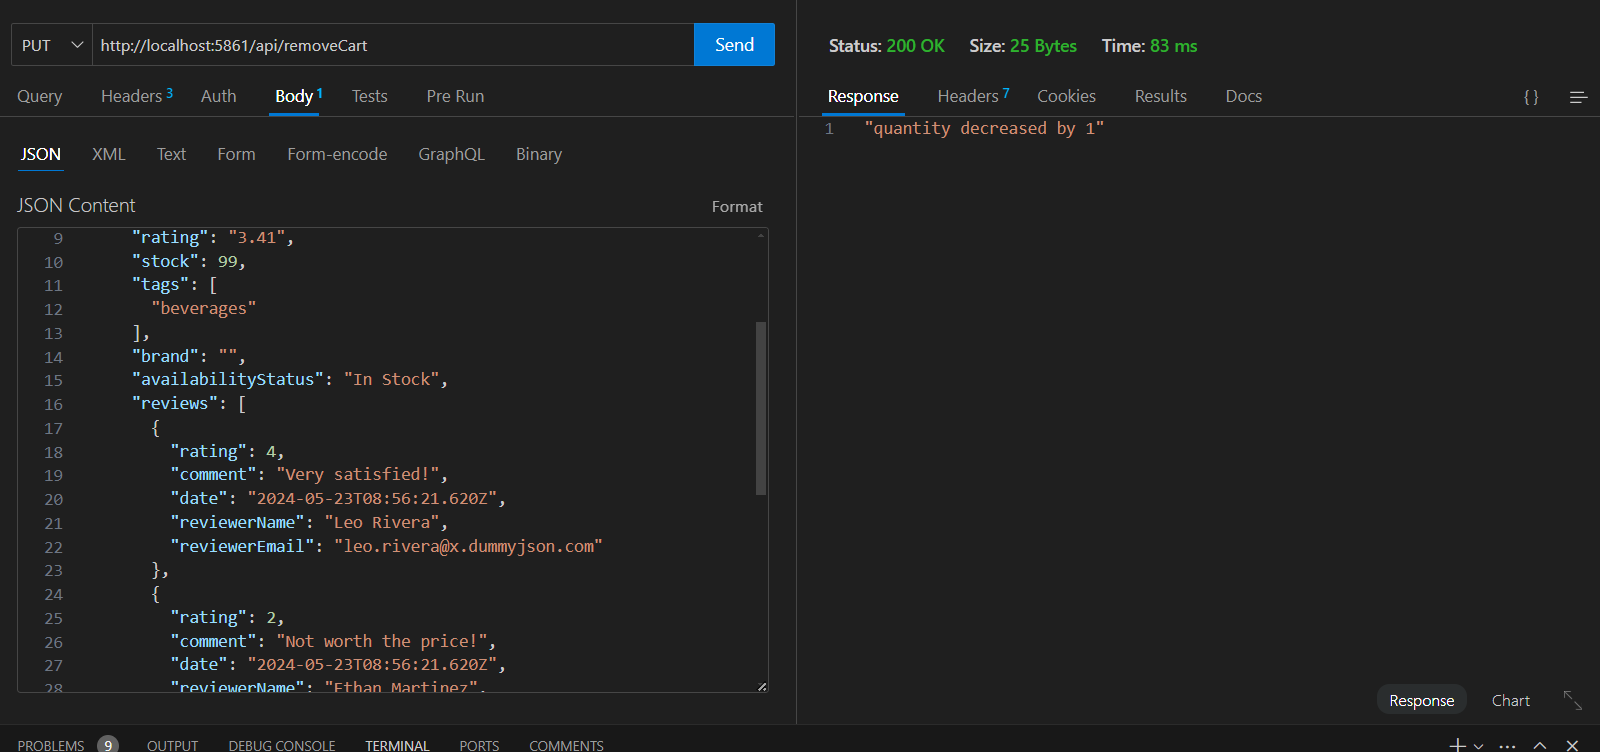 PUT http://localhost:5861/api/removeCart Send
Query Headers 3 Auth Body 1 Tests Pre Run
JSON XML Text Form Form-encode GraphQL Binary
JSON Content Format
9 "rating": "3.41",
10 "stock": 99,
11 "tags": [
12 "beverages"
13 ],
14 "brand": "",
15 "availabilityStatus": "In Stock",
16 "reviews": [
17 {
18 "rating": 4,
19 "comment": "Very satisfied!",
20 "date": "2024-05-23T08:56:21.620Z",
21 "reviewerName": "Leo Rivera",
22 "reviewerEmail": "leo.rivera@x.dummyjson.com"
23 },
24 {
25 "rating": 2,
26 "comment": "Not worth the price!",
27 "date": "2024-05-23T08:56:21.620Z",
28 "reviewerName": "Ethan Martinez",
Status: 200 OK Size: 25 Bytes Time: 83 ms
Response Headers 7 Cookies Results Docs {}
1 "quantity decreased by 1"
Response Chart
PROBLEMS 9 OUTPUT DEBUG CONSOLE TERMINAL PORTS COMMENTS